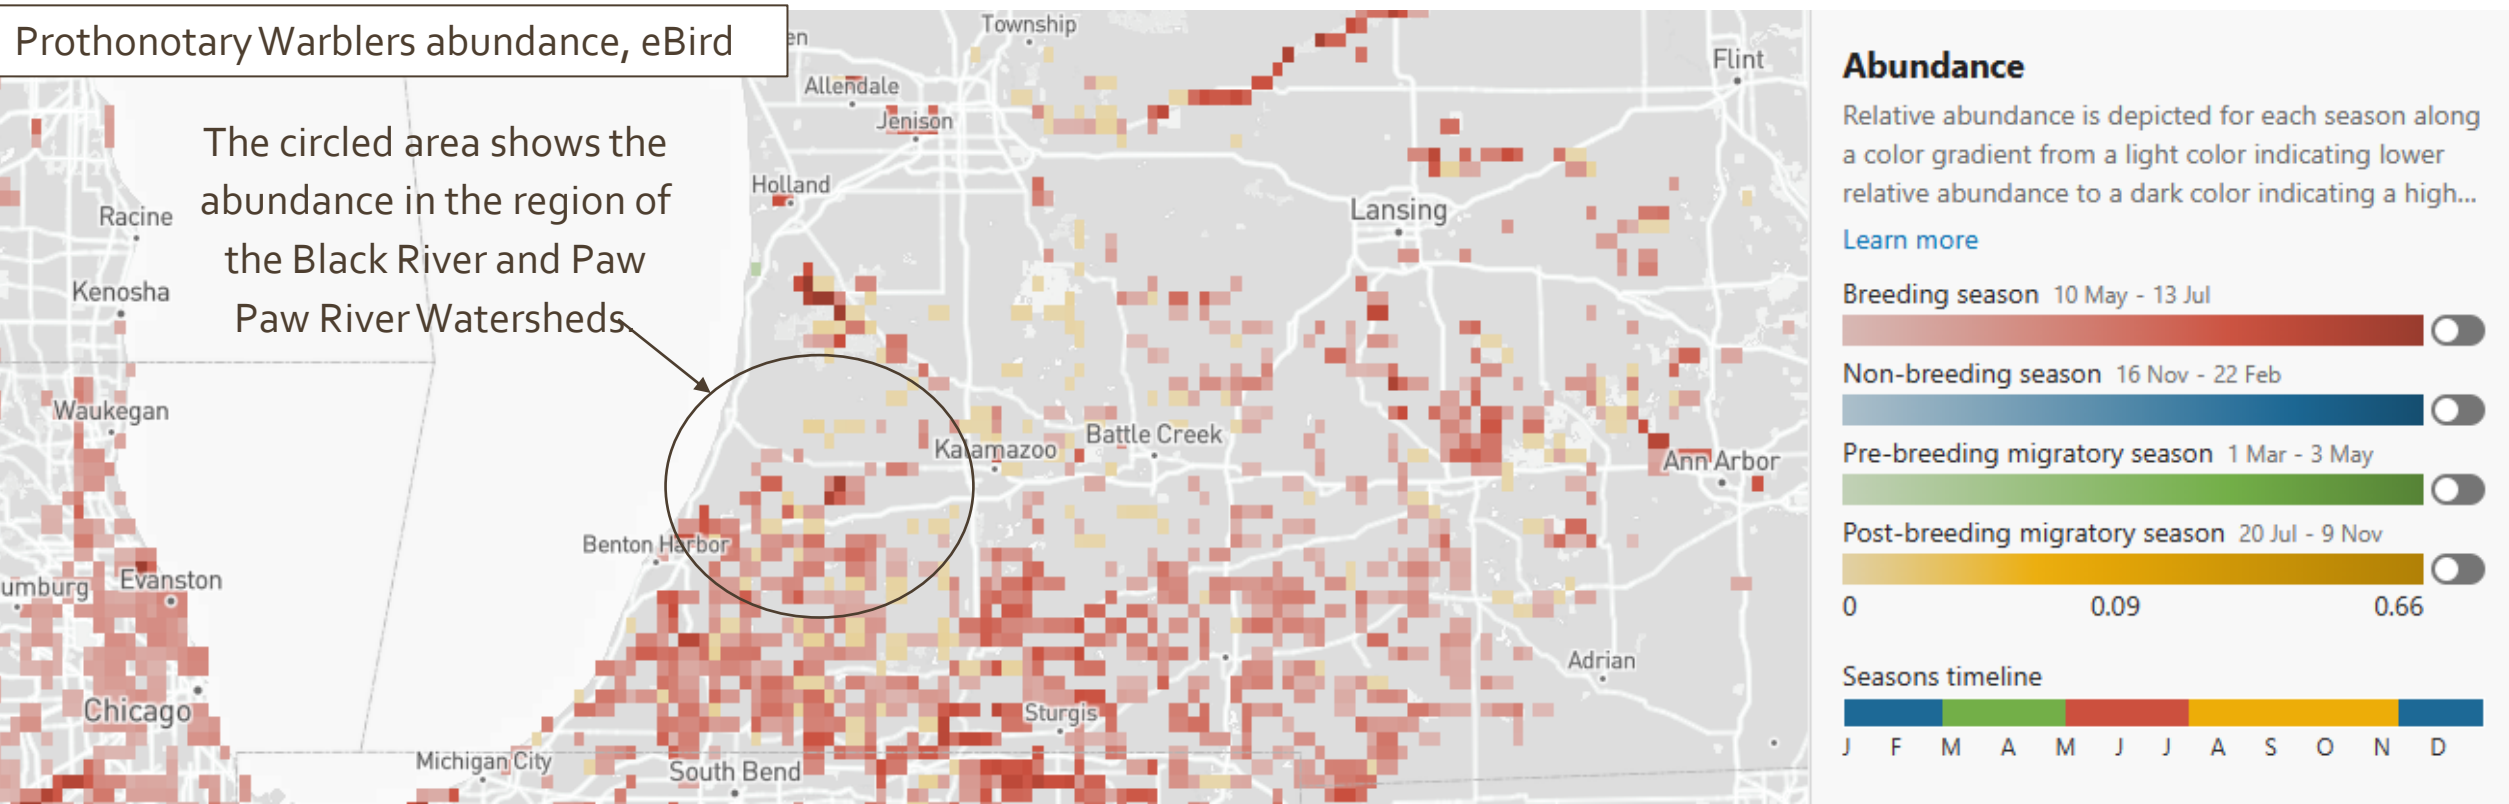 Prothonotary Warblers abundance, eBird
The circled area shows the
abundance in the region of
the Black River and Paw
Paw River Watersheds.
en
Township
Flint
Allendale
Jenison
Holland
Lansing
Racine
Kenosha
Waukegan
Kalamazoo
Battle Creek
Ann Arbor
Benton Harbor
umburg
Evanston
Adrian
Chicago
Sturgis
Michigan City
South Bend
Abundance
Relative abundance is depicted for each season along
a color gradient from a light color indicating lower
relative abundance to a dark color indicating a high...
Learn more
Breeding season 10 May - 13 Jul
Non-breeding season 16 Nov - 22 Feb
Pre-breeding migratory season 1 Mar - 3 May
Post-breeding migratory season 20 Jul - 9 Nov
0 0.09 0.66
Seasons timeline
J F M A M J J A S O N D